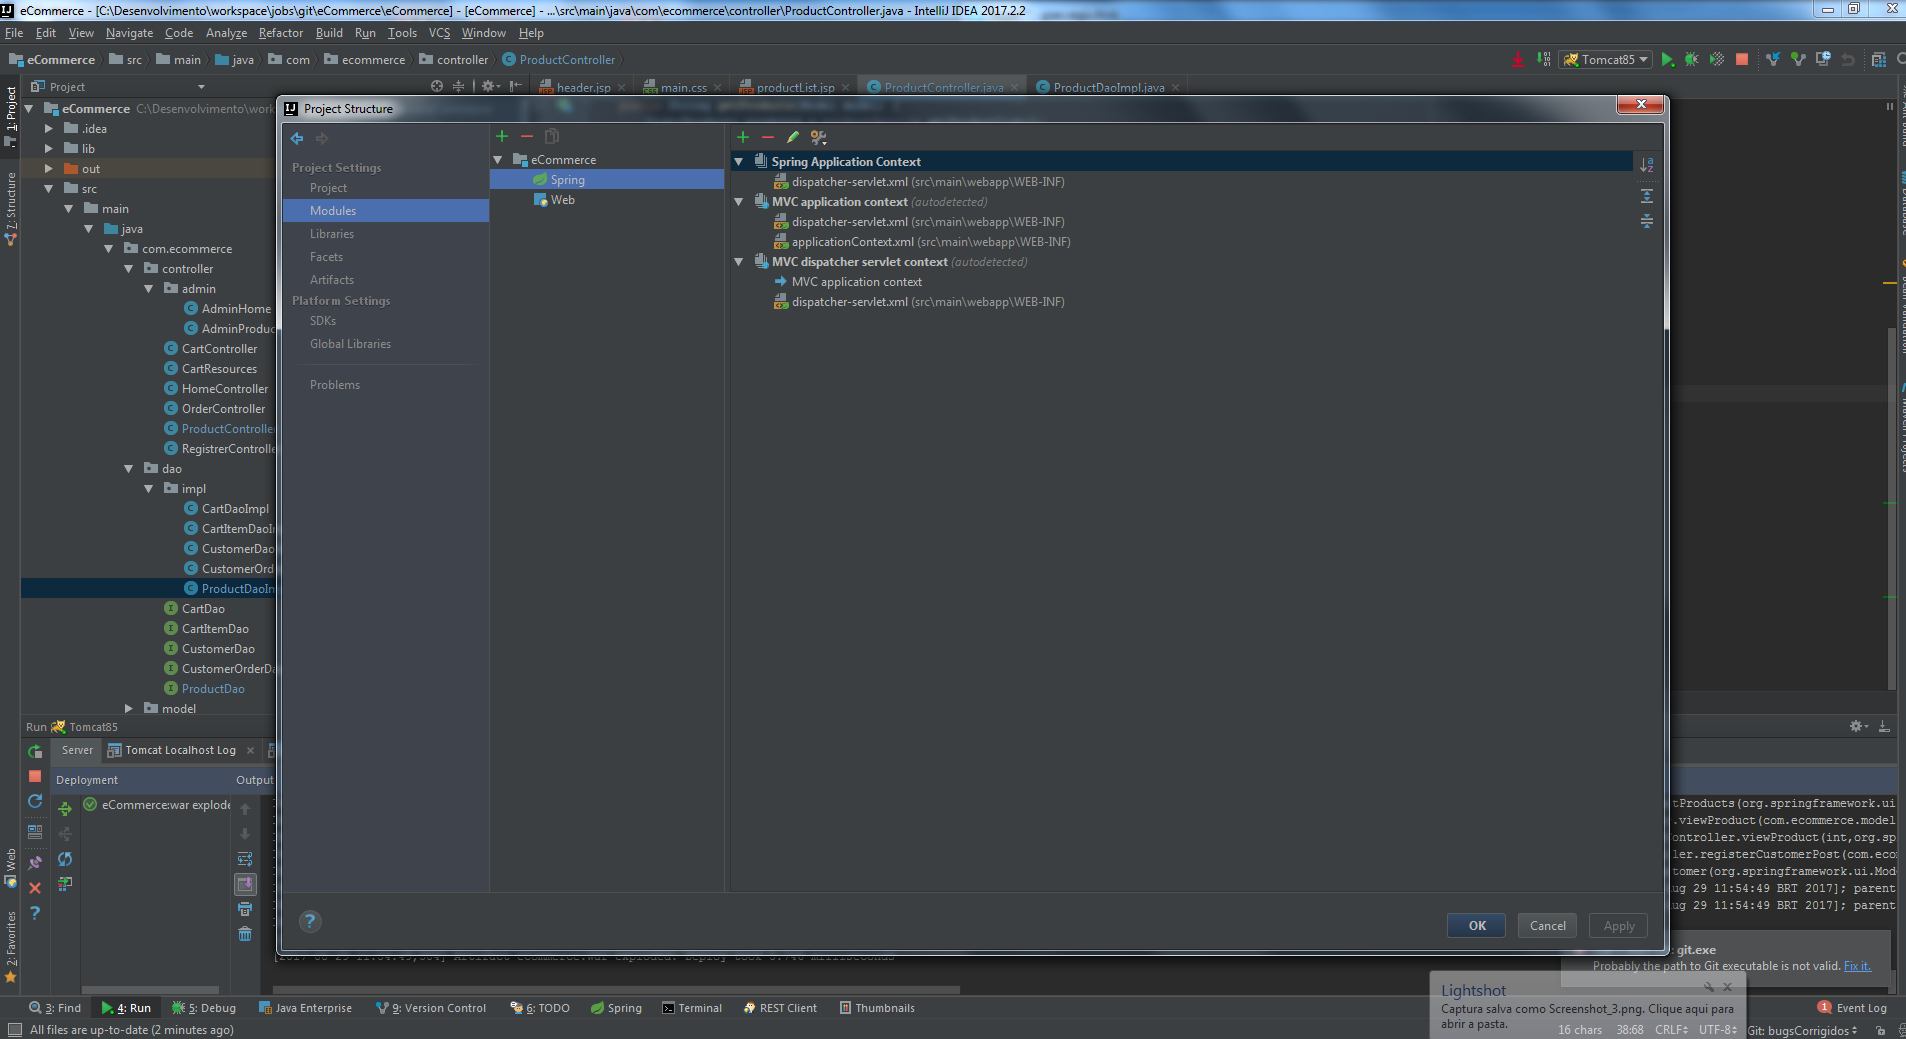 eCommerce - [C:\Desenvolvimento\workspace\jobs\git\eCommerce\eCommerce] - [eCommerce] - ...\src\main\java\com\ecommerce\controller\ProductController.java - IntelliJ IDEA 2017.2.2
File Edit View Navigate Code Analyze Refactor Build Run Tools VCS Window Help
eCommerce src main java com ecommerce controller ProductController
Tomcat85
Project
header.jsp main.css productList.jsp ProductController.java ProductDaoImpl.java
1: Project
7: Structure
Web
2: Favorites
eCommerce C:\Desenvolvimento\work
.idea
lib
out
src
main
java
com.ecommerce
controller
admin
AdminHome
AdminProduc
CartController
CartResources
HomeController
OrderController
ProductControlle
RegistrerControlle
dao
impl
CartDaoImpl
CartItemDaoI
CustomerDao
CustomerOrd
ProductDaoIm
CartDao
CartItemDao
CustomerDao
CustomerOrderDa
ProductDao
model
Project Structure
Project Settings
Project
Modules
Libraries
Facets
Artifacts
Platform Settings
SDKs
Global Libraries
Problems
eCommerce
Spring
Web
Spring Application Context
dispatcher-servlet.xml (src\main\webapp\WEB-INF)
MVC application context (autodetected)
dispatcher-servlet.xml (src\main\webapp\WEB-INF)
applicationContext.xml (src\main\webapp\WEB-INF)
MVC dispatcher servlet context (autodetected)
MVC application context
dispatcher-servlet.xml (src\main\webapp\WEB-INF)
?
OK Cancel Apply
Run Tomcat85
Server Tomcat Localhost Log
Deployment Output
eCommerce:war explode
tProducts(org.springframework.ui
.viewProduct(com.ecommerce.model
ontroller.viewProduct(int,org.sp
ler.registerCustomerPost(com.eco
tomer(org.springframework.ui.Mod
ug 29 11:54:49 BRT 2017]; parent
ug 29 11:54:49 BRT 2017]; parent
: git.exe
Probably the path to Git executable is not valid. Fix it.
Lightshot
Captura salva como Screenshot_3.png. Clique aqui para
abrir a pasta.
3: Find 4: Run 5: Debug Java Enterprise 9: Version Control 6: TODO Spring Terminal REST Client Thumbnails 1 Event Log
All files are up-to-date (2 minutes ago) 16 chars 38:68 CRLF UTF-8 Git: bugsCorrigidos